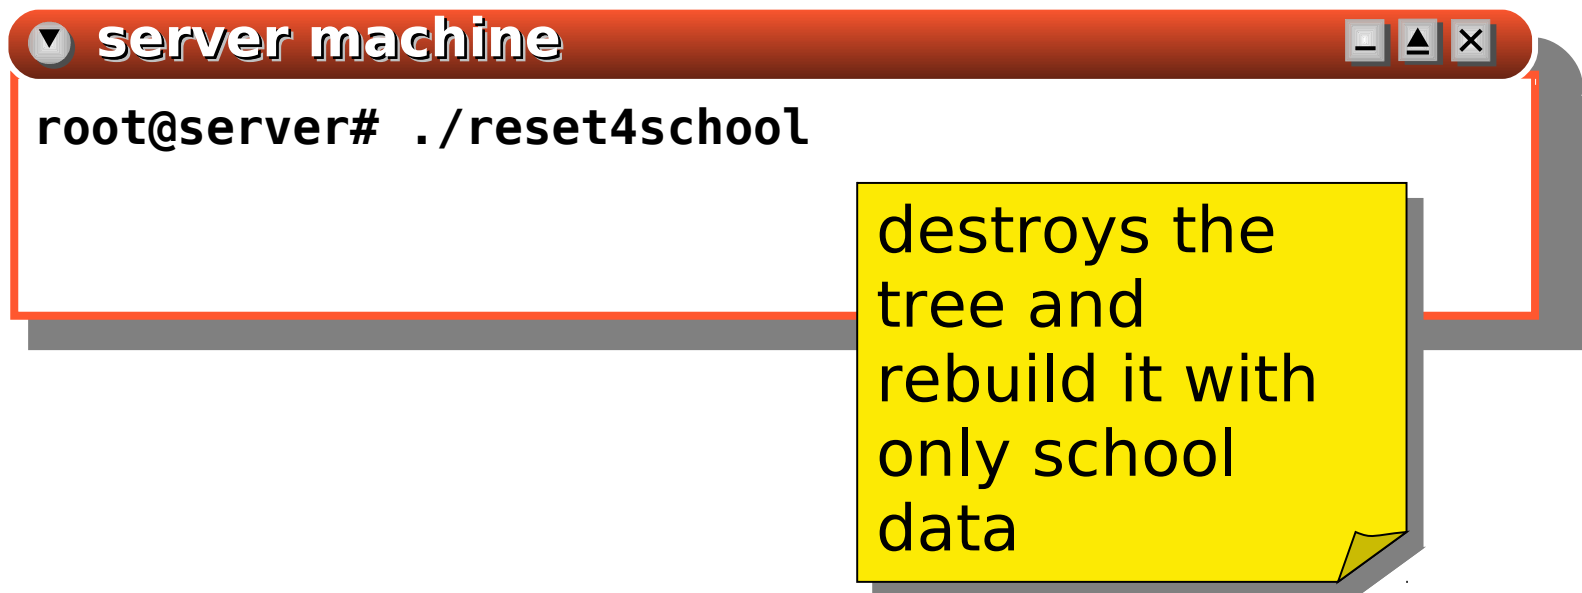 server machine
root@server# ./reset4school
destroys the
tree and
rebuild it with
only school
data